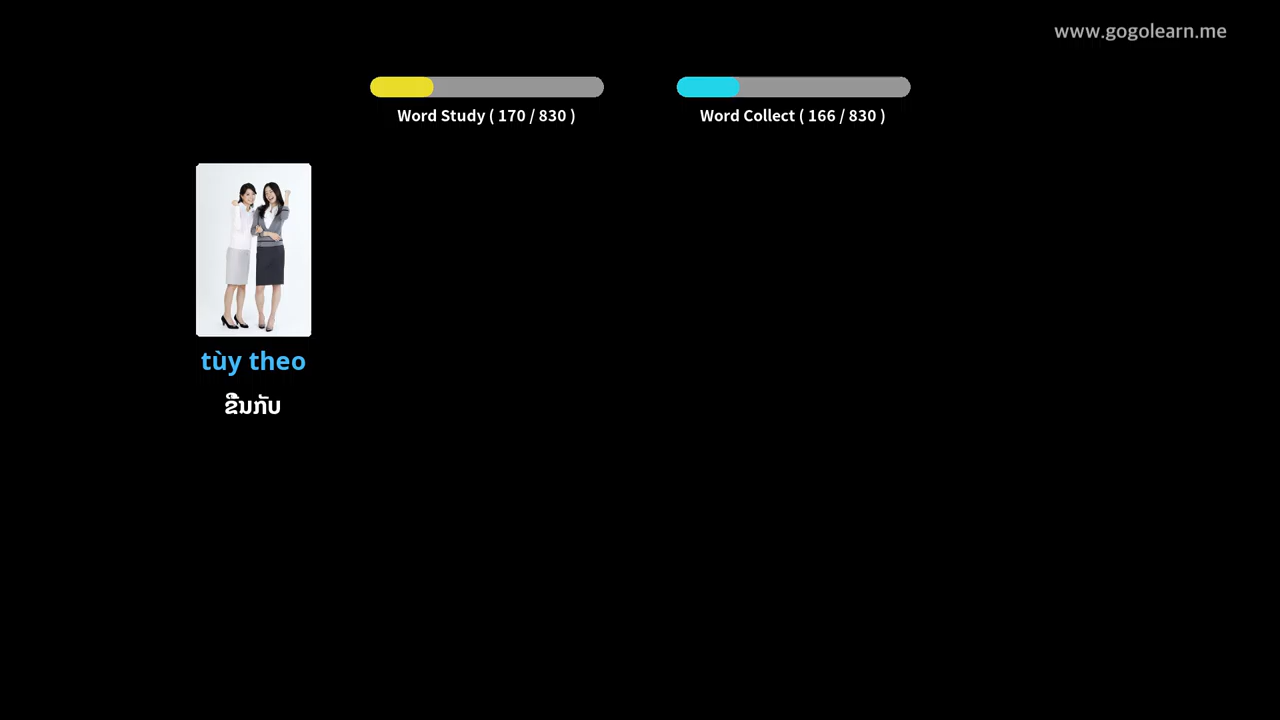 www.gogolearn.me
Word Study ( 170 / 830 )
Word Collect ( 166 / 830 )
tùy theo
ຂຶ້ນກັບ